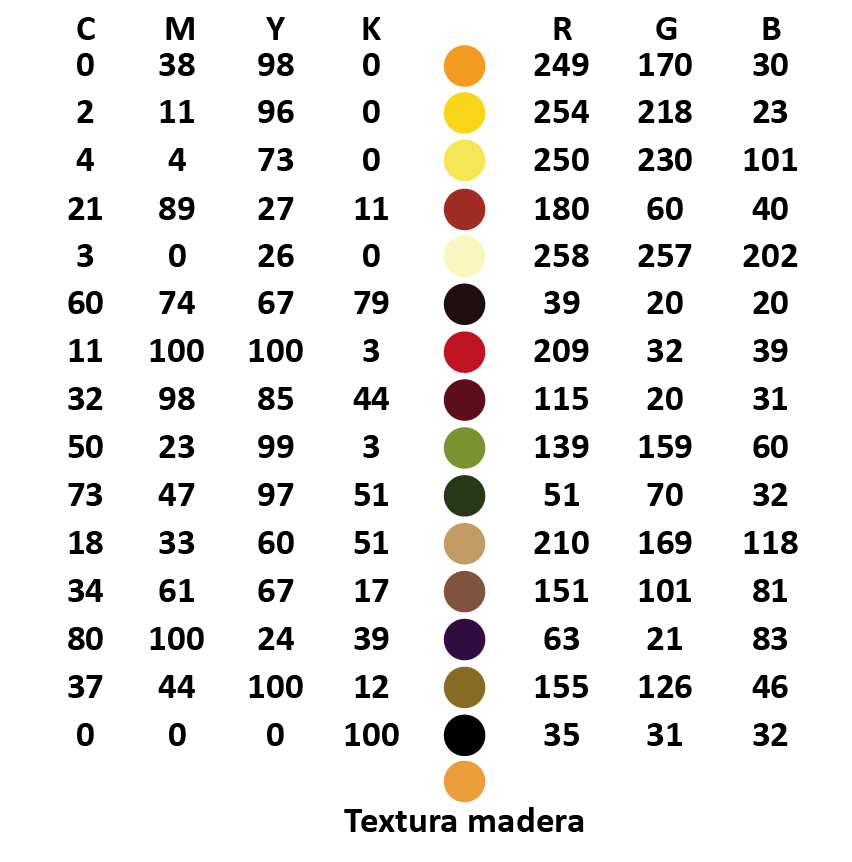 C M Y K R G B
0 38 98 0 249 170 30
2 11 96 0 254 218 23
4 4 73 0 250 230 101
21 89 27 11 180 60 40
3 0 26 0 258 257 202
60 74 67 79 39 20 20
11 100 100 3 209 32 39
32 98 85 44 115 20 31
50 23 99 3 139 159 60
73 47 97 51 51 70 32
18 33 60 51 210 169 118
34 61 67 17 151 101 81
80 100 24 39 63 21 83
37 44 100 12 155 126 46
0 0 0 100 35 31 32
Textura madera